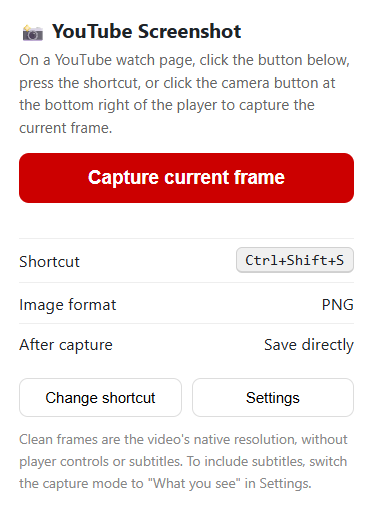 YouTube Screenshot
On a YouTube watch page, click the button below,
press the shortcut, or click the camera button at
the bottom right of the player to capture the
current frame.
Capture current frame
Shortcut Ctrl+Shift+S
Image format PNG
After capture Save directly
Change shortcut Settings
Clean frames are the video's native resolution, without
player controls or subtitles. To include subtitles, switch
the capture mode to "What you see" in Settings.